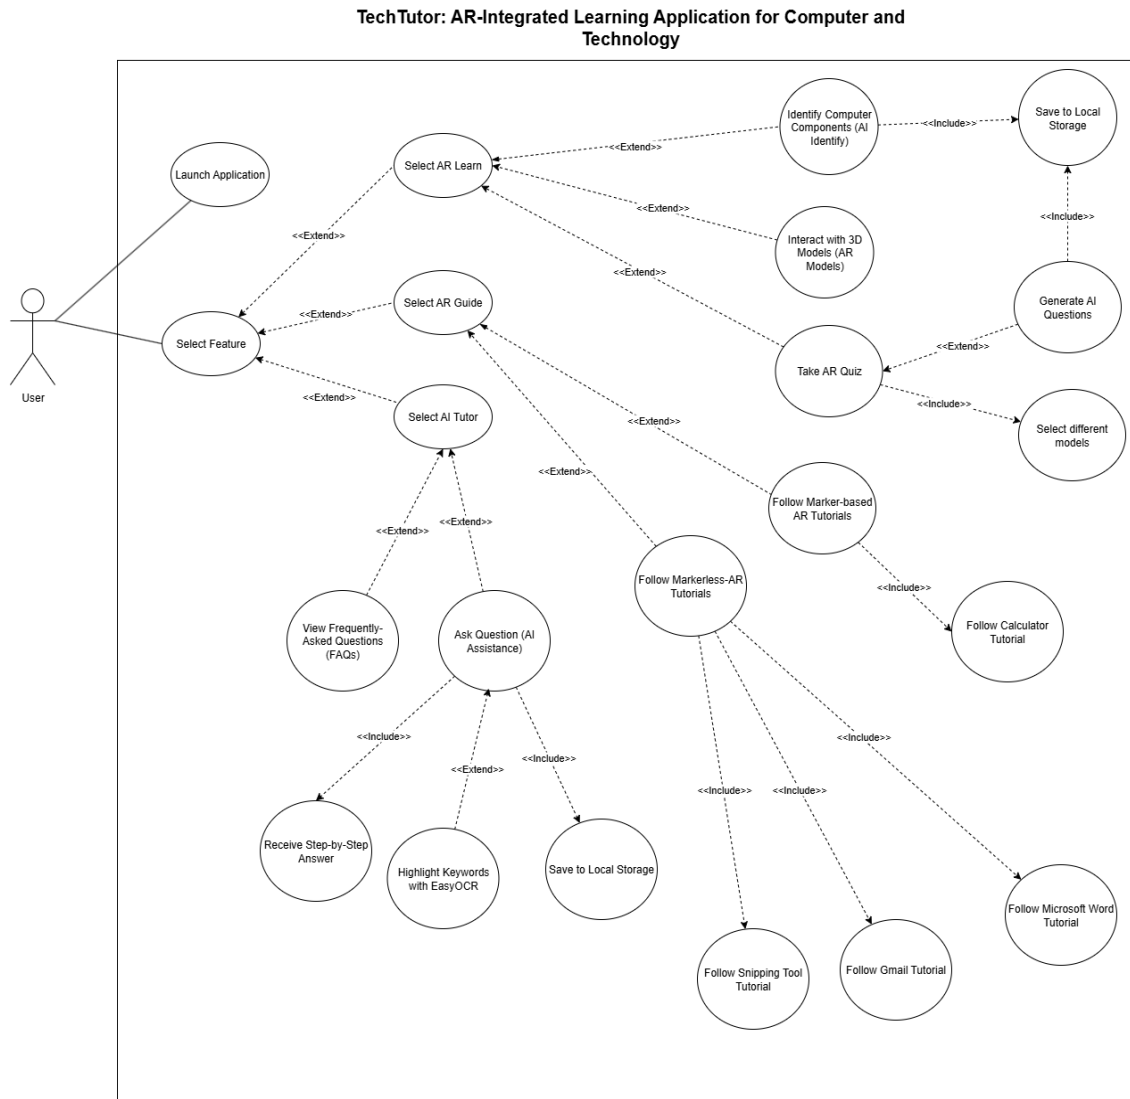 TechTutor: AR-Integrated Learning Application for Computer and
Technology
Identify Computer
Components (AI
Identify)
<<Include>>
Save to Local
Storage
<<Extend>>
Select AR Learn
Launch Application
<<Extend>>
<<Include>>
<<Extend>>
Interact with 3D
Models (AR
Models)
<<Extend>>
Select AR Guide
Generate AI
Questions
<<Extend>>
Select Feature
<<Extend>>
Take AR Quiz
User
<<Extend>>
Select AI Tutor
<<Include>>
Select different
models
<<Extend>>
<<Extend>>
Follow Marker-based
AR Tutorials
<<Extend>>
<<Extend>>
Follow Markerless-AR
Tutorials
<<Include>>
View Frequently-
Asked Questions
(FAQs)
Ask Question (AI
Assistance)
Follow Calculator
Tutorial
<<Include>>
<<Extend>>
<<Include>>
<<Include>>
<<Include>>
<<Include>>
Receive Step-by-Step
Answer
Highlight Keywords
with EasyOCR
Save to Local Storage
Follow Microsoft Word
Tutorial
Follow Snipping Tool
Tutorial
Follow Gmail Tutorial